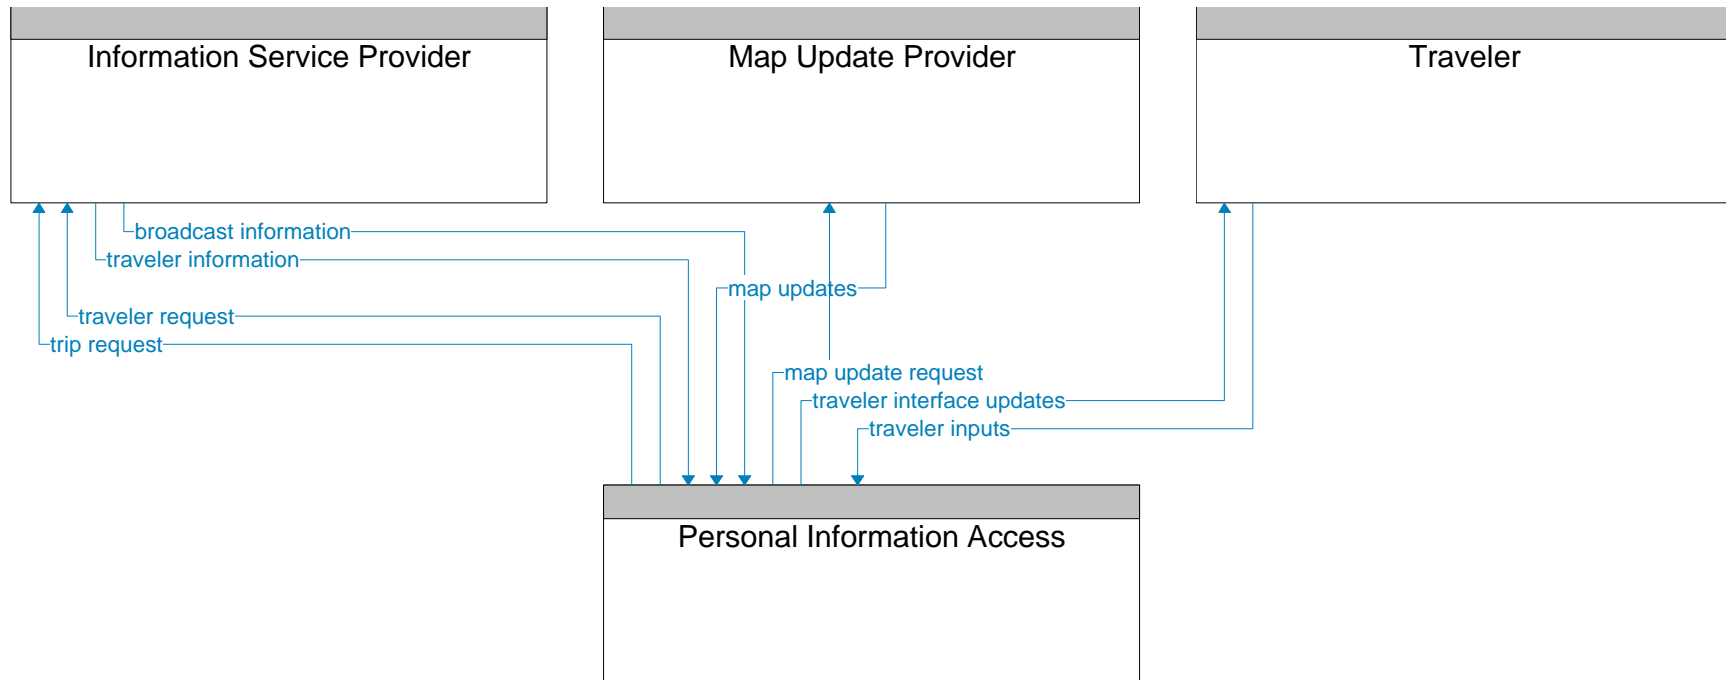 Information Service Provider
Map Update Provider
Traveler
broadcast information
traveler information
map updates
traveler request
trip request
map update request
traveler interface updates
traveler inputs
Personal Information Access